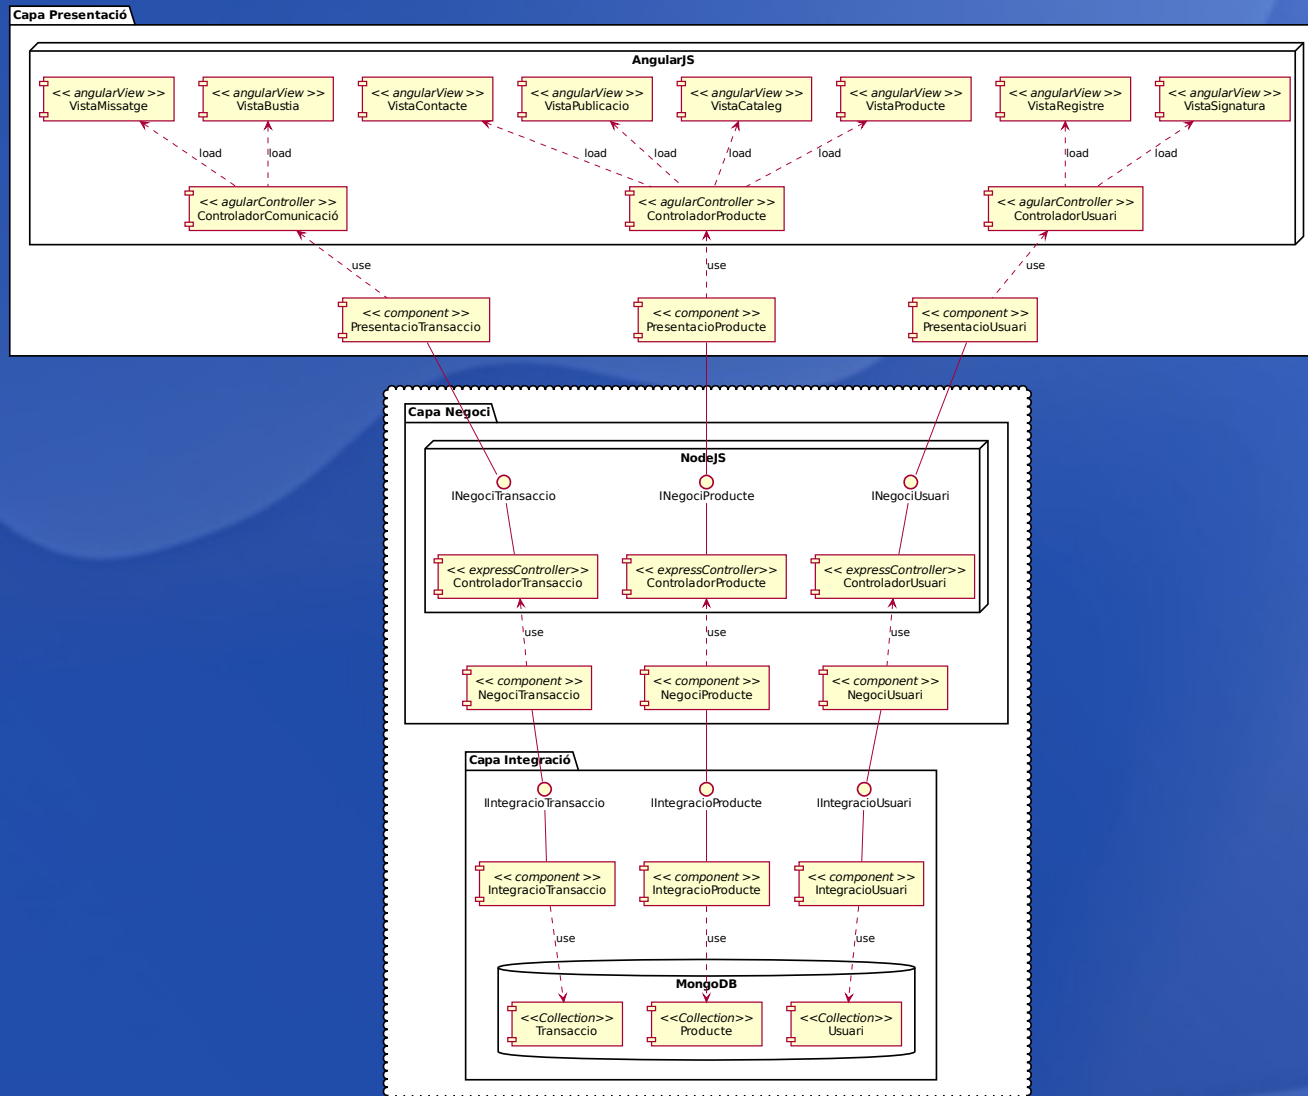 Capa Presentació
AngularJS
<< angularView >>
VistaMissatge
<< angularView >>
VistaBustia
<< angularView >>
VistaContacte
<< angularView >>
VistaPublicacio
<< angularView >>
VistaCataleg
<< angularView >>
VistaProducte
<< angularView >>
VistaRegistre
<< angularView >>
VistaSignatura
load
load
load
load
load
load
load
load
<< agularController >>
ControladorComunicació
<< agularController >>
ControladorProducte
<< agularController >>
ControladorUsuari
use
use
use
<< component >>
PresentacioTransaccio
<< component >>
PresentacioProducte
<< component >>
PresentacioUsuari
Capa Negoci
NodeJS
INegociTransaccio
INegociProducte
INegociUsuari
<< expressController>>
ControladorTransaccio
<< expressController>>
ControladorProducte
<< expressController>>
ControladorUsuari
use
use
use
<< component >>
NegociTransaccio
<< component >>
NegociProducte
<< component >>
NegociUsuari
Capa Integració
IIntegracioTransaccio
IIntegracioProducte
IIntegracioUsuari
<< component >>
IntegracioTransaccio
<< component >>
IntegracioProducte
<< component >>
IntegracioUsuari
use
use
use
MongoDB
<<Collection>>
Transaccio
<<Collection>>
Producte
<<Collection>>
Usuari